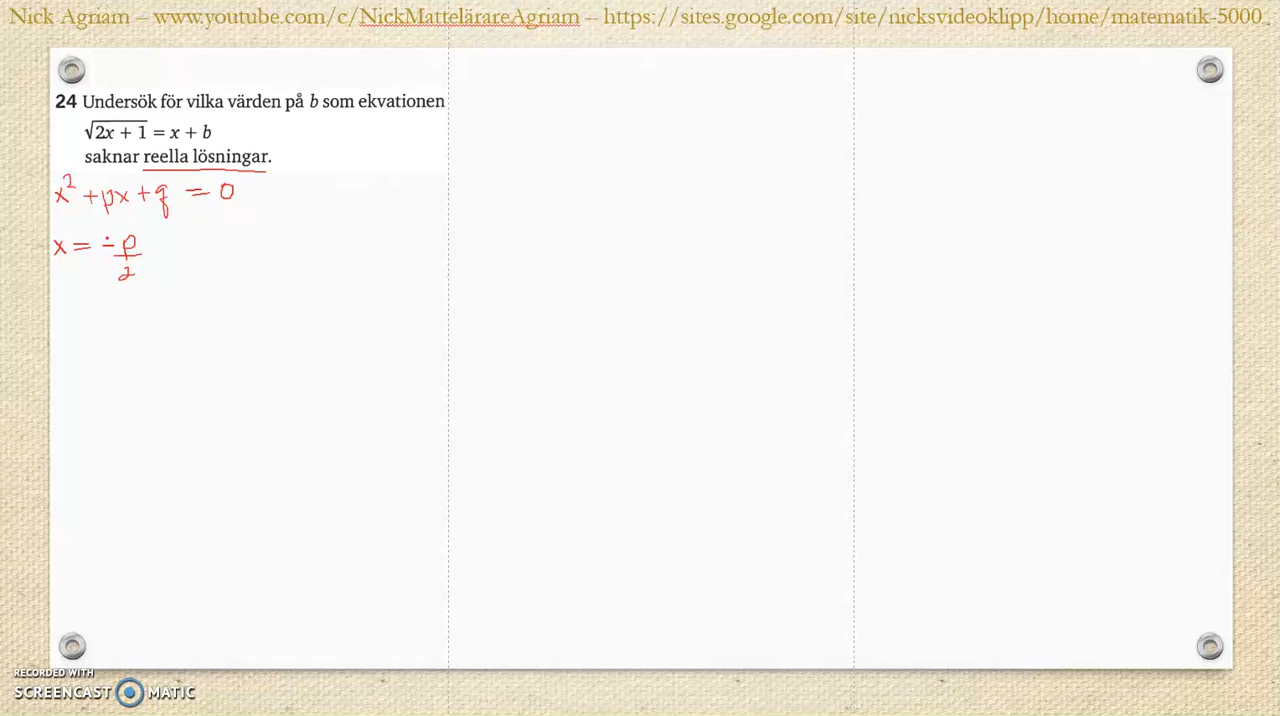 Nick Agriam – www.youtube.com/c/NickMattelärareAgriam – https://sites.google.com/site/nicksvideoklipp/home/matematik-5000
24 Undersök för vilka värden på b som ekvationen
√2x + 1 = x + b
saknar reella lösningar.
x² + px + q = 0
x = - p/2
RECORDED WITH
SCREENCAST MATIC